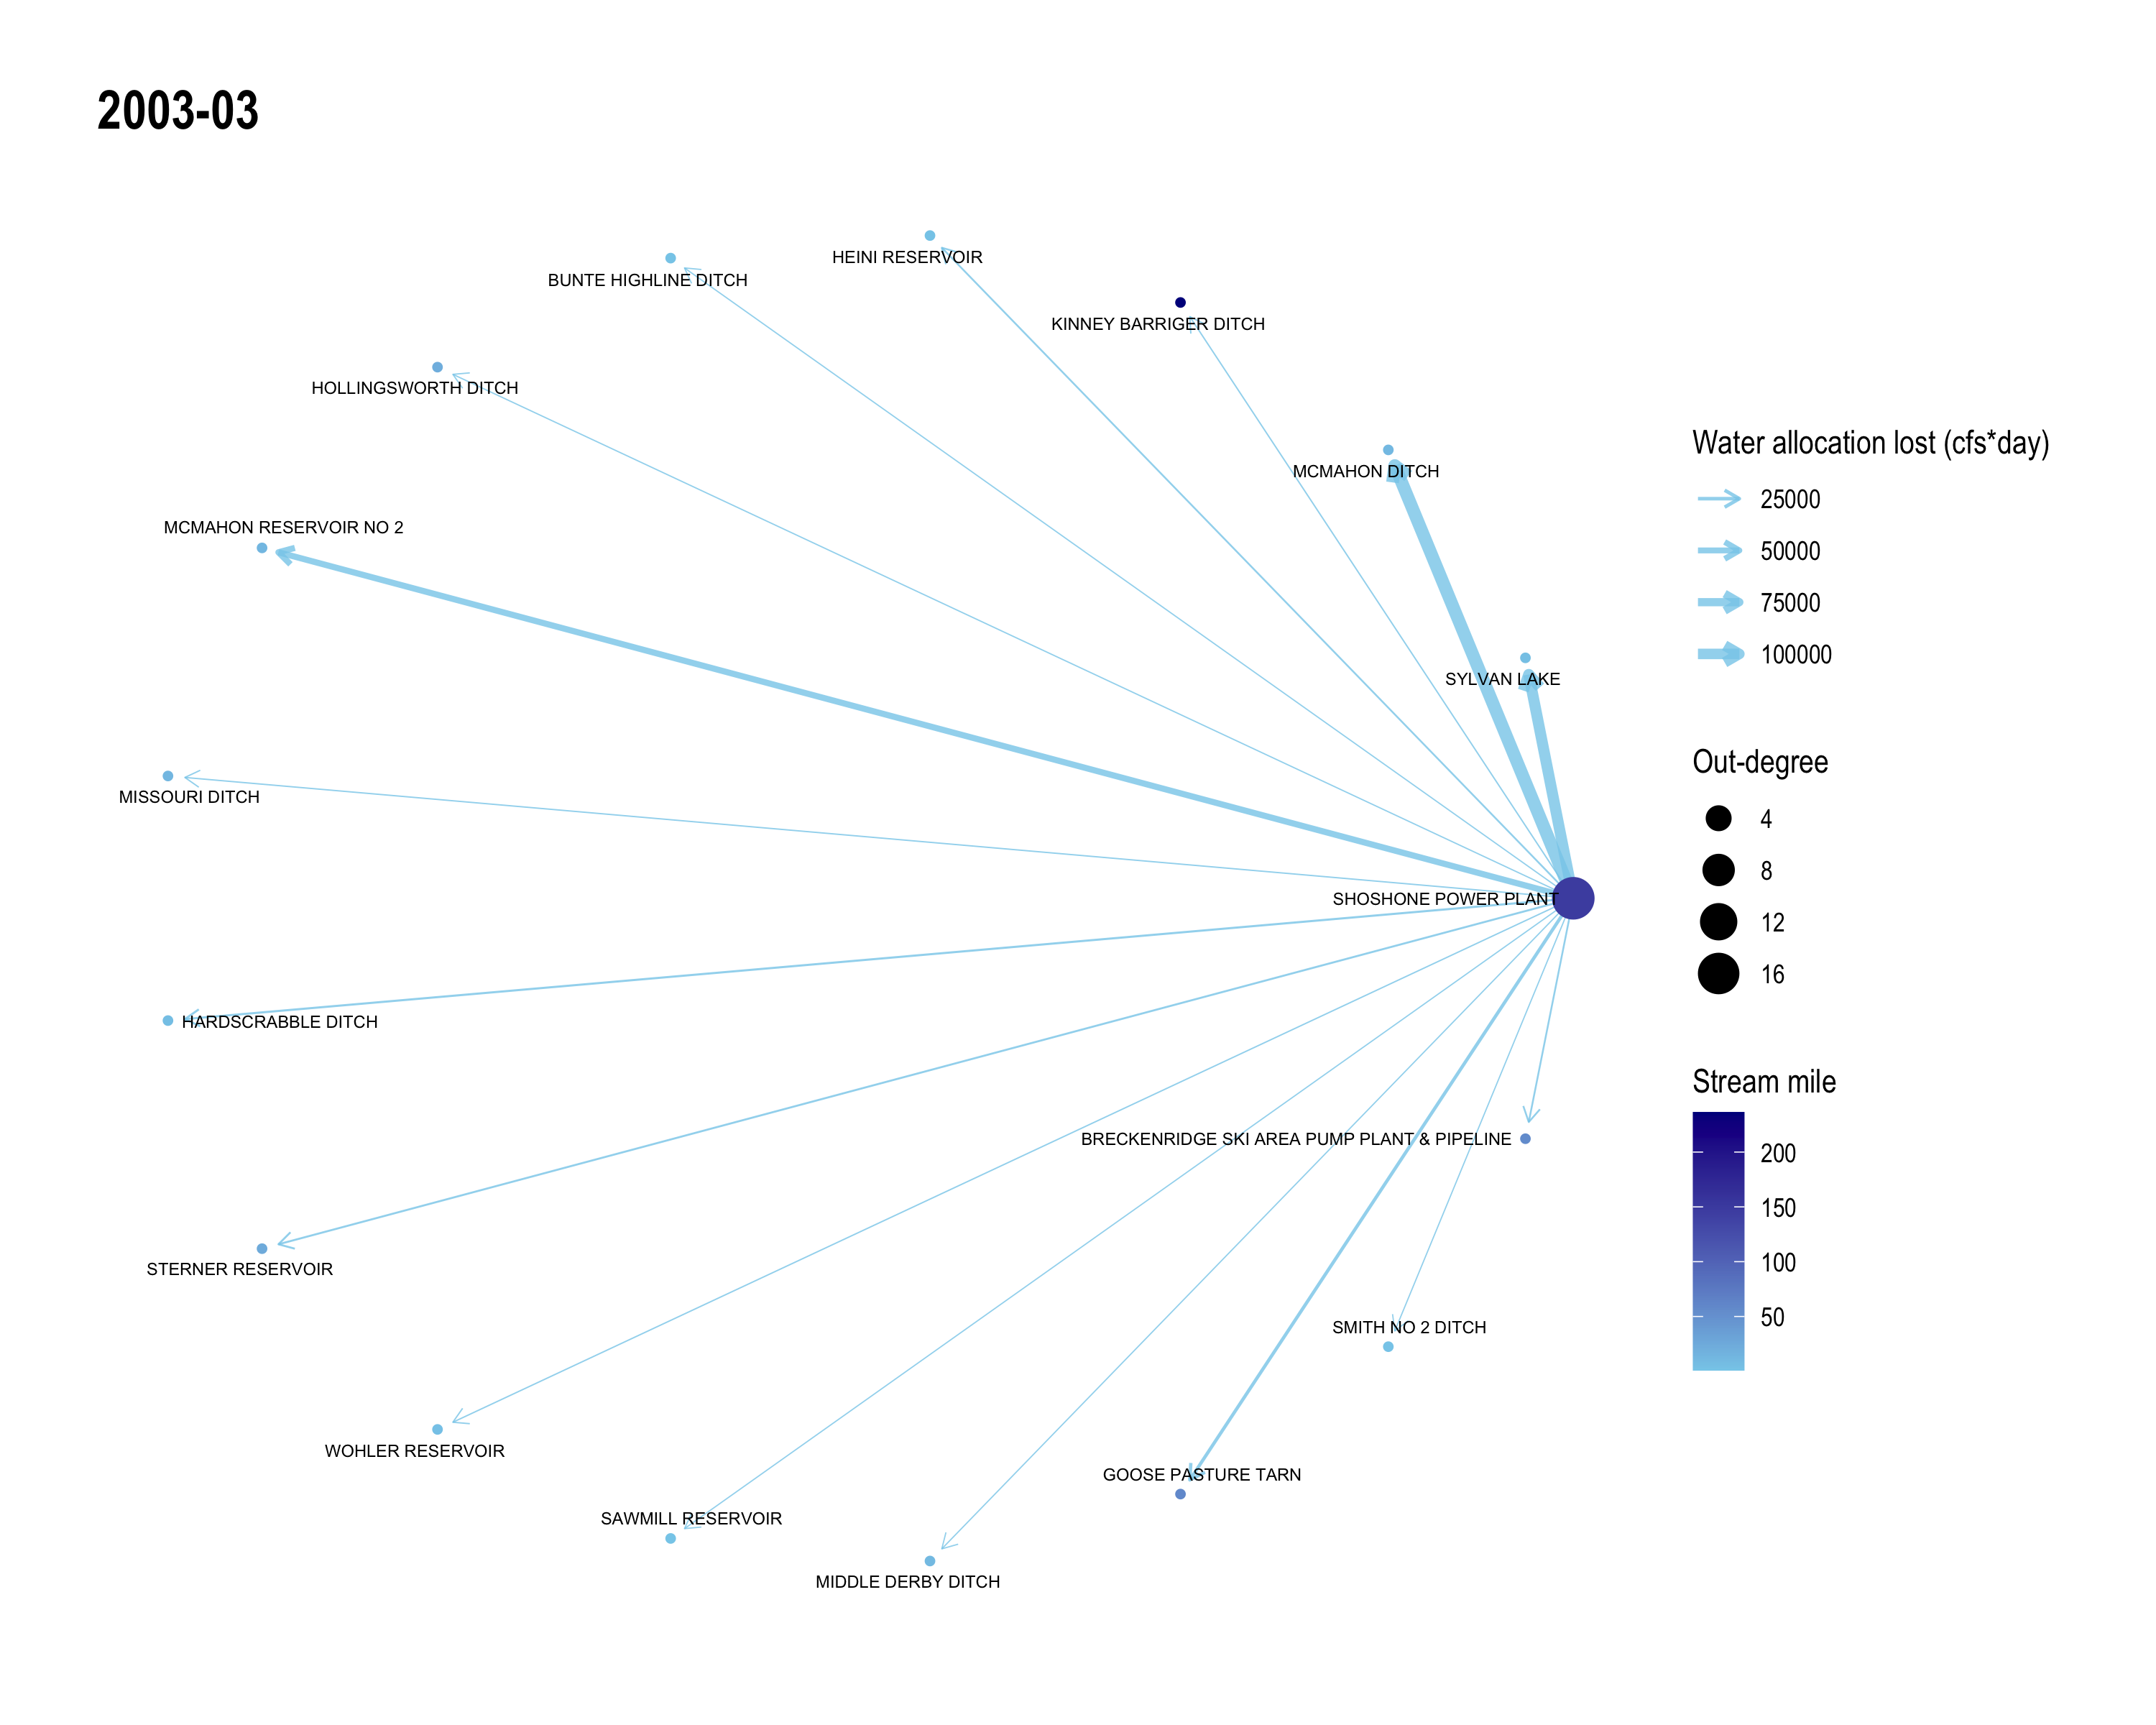 2003-03
HEINI RESERVOIR
BUNTE HIGHLINE DITCH
KINNEY BARRIGER DITCH
HOLLINGSWORTH DITCH
MCMAHON DITCH
MCMAHON RESERVOIR NO 2
SYLVAN LAKE
MISSOURI DITCH
SHOSHONE POWER PLANT
HARDSCRABBLE DITCH
BRECKENRIDGE SKI AREA PUMP PLANT & PIPELINE
STERNER RESERVOIR
SMITH NO 2 DITCH
WOHLER RESERVOIR
GOOSE PASTURE TARN
SAWMILL RESERVOIR
MIDDLE DERBY DITCH
Water allocation lost (cfs*day)
25000
50000
75000
100000
Out-degree
4
8
12
16
Stream mile
200
150
100
50